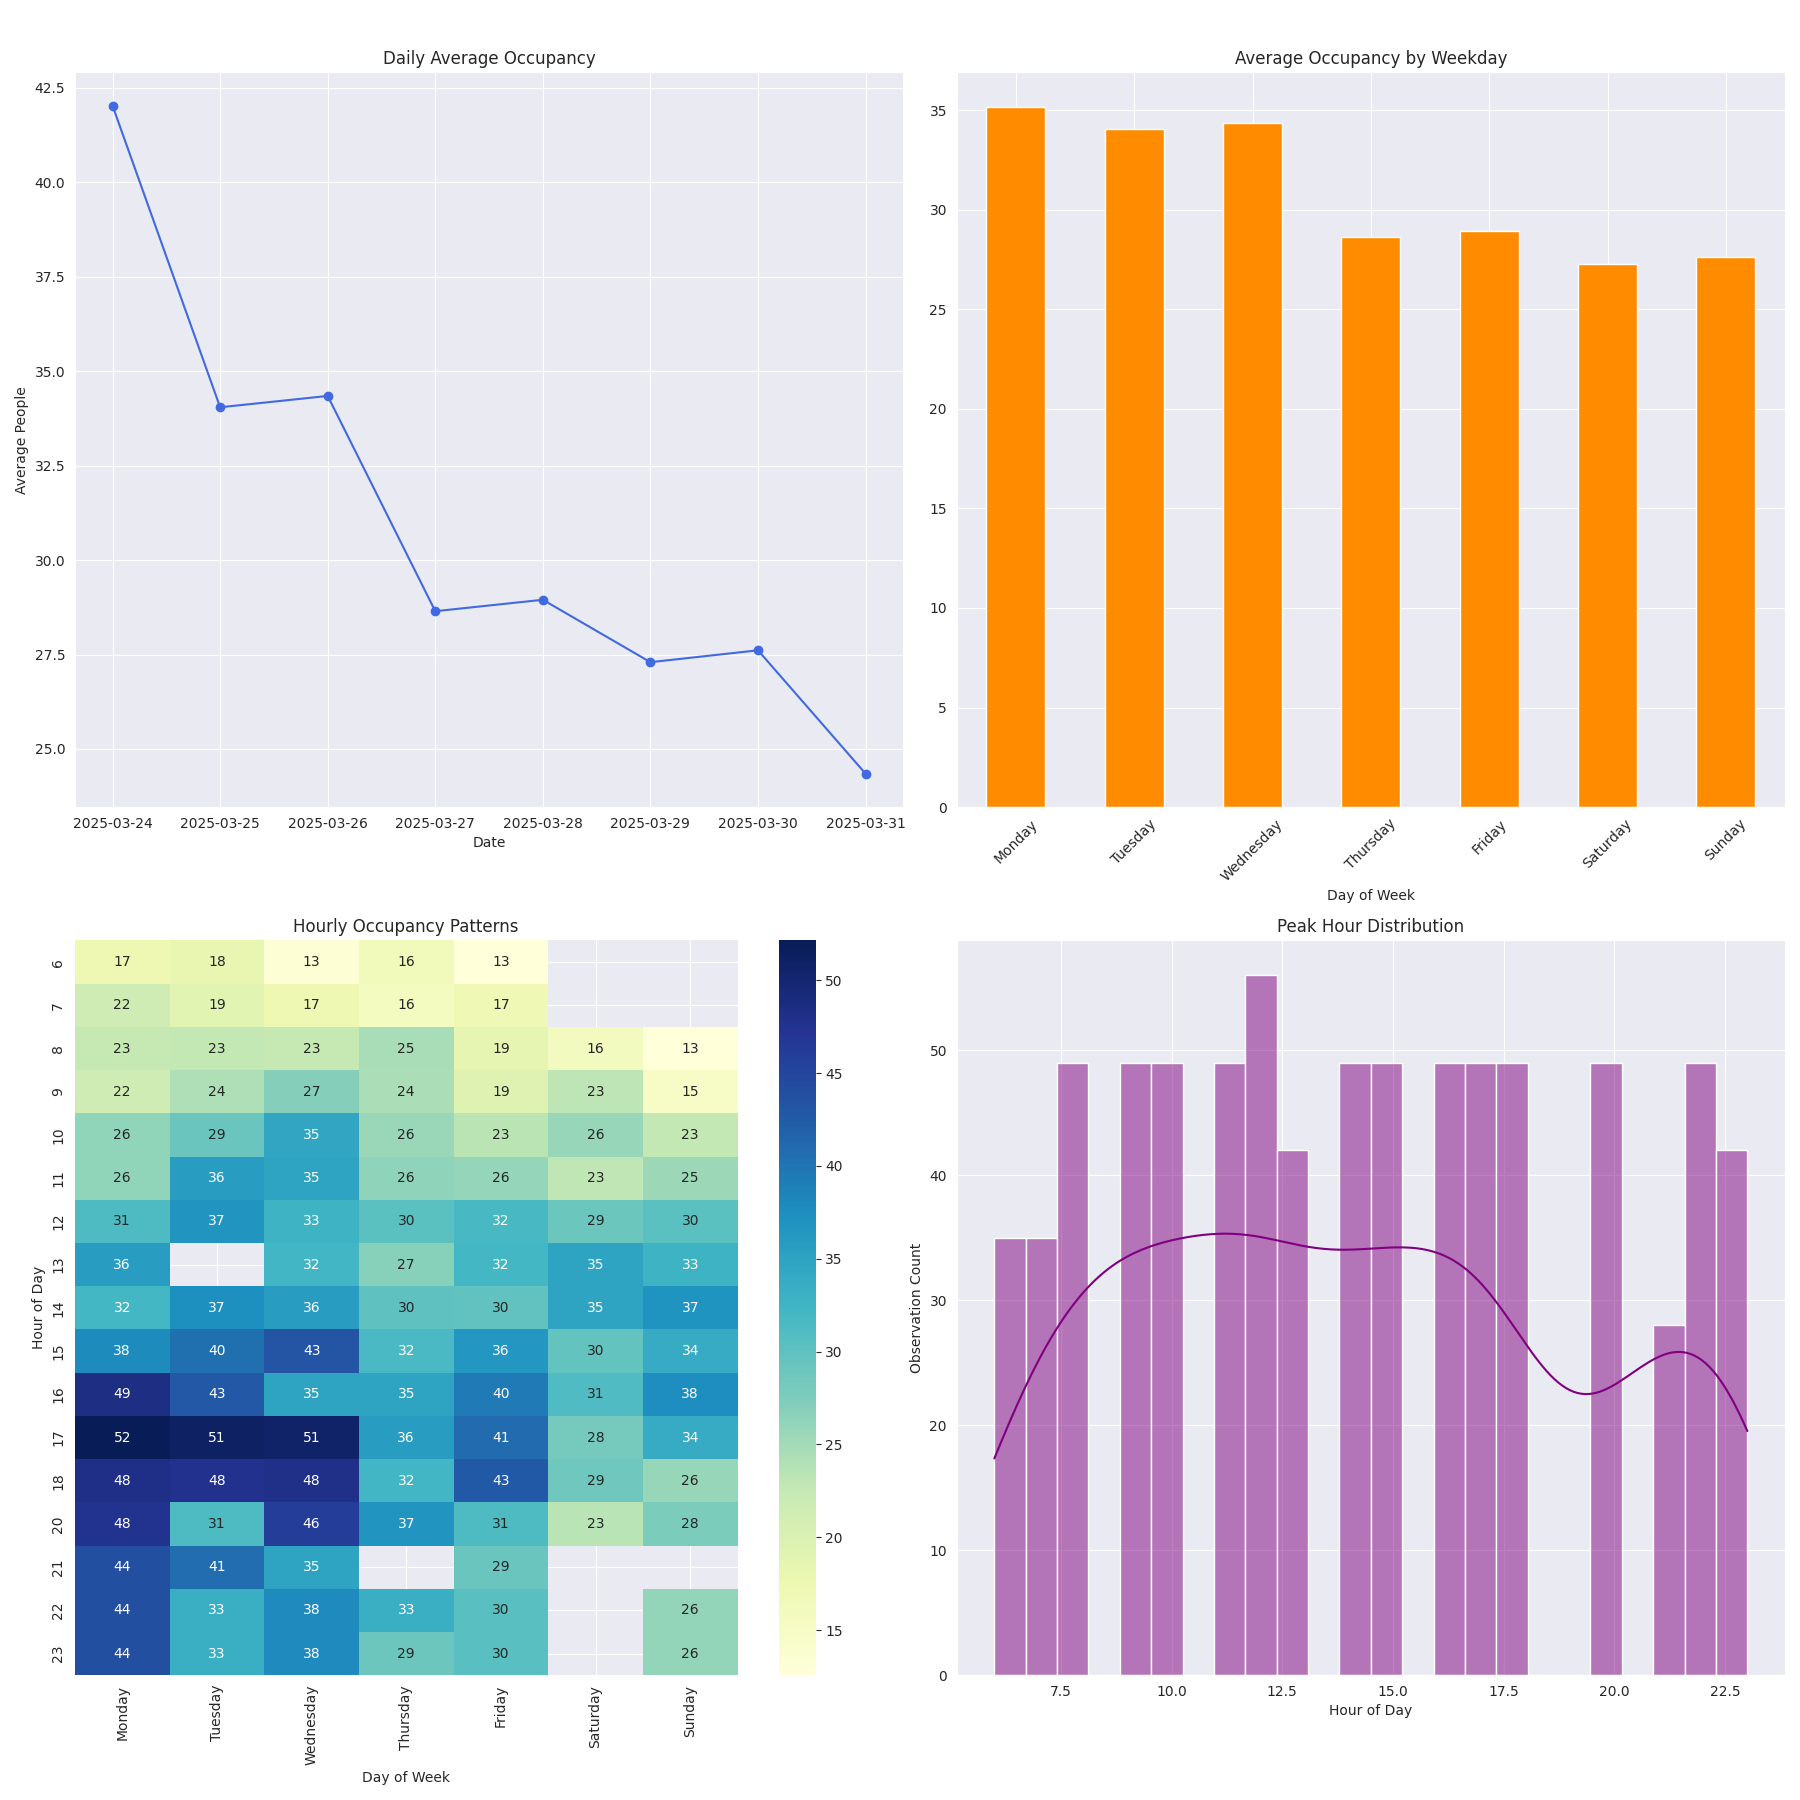 Daily Average Occupancy
42.5
40.0
37.5
35.0
32.5
30.0
27.5
25.0
Average People
2025-03-24 2025-03-25 2025-03-26 2025-03-27 2025-03-28 2025-03-29 2025-03-30 2025-03-31
Date
Average Occupancy by Weekday
35
30
25
20
15
10
5
0
Monday Tuesday Wednesday Thursday Friday Saturday Sunday
Day of Week
Hourly Occupancy Patterns
Hour of Day
6 17 18 13 16 13
7 22 19 17 16 17
8 23 23 23 25 19 16 13
9 22 24 27 24 19 23 15
10 26 29 35 26 23 26 23
11 26 36 35 26 26 23 25
12 31 37 33 30 32 29 30
13 36 32 27 32 35 33
14 32 37 36 30 30 35 37
15 38 40 43 32 36 30 34
16 49 43 35 35 40 31 38
17 52 51 51 36 41 28 34
18 48 48 48 32 43 29 26
20 48 31 46 37 31 23 28
21 44 41 35 29
22 44 33 38 33 30 26
23 44 33 38 29 30 26
Monday Tuesday Wednesday Thursday Friday Saturday Sunday
Day of Week
50
45
40
35
30
25
20
15
Peak Hour Distribution
Observation Count
50
40
30
20
10
0
7.5 10.0 12.5 15.0 17.5 20.0 22.5
Hour of Day